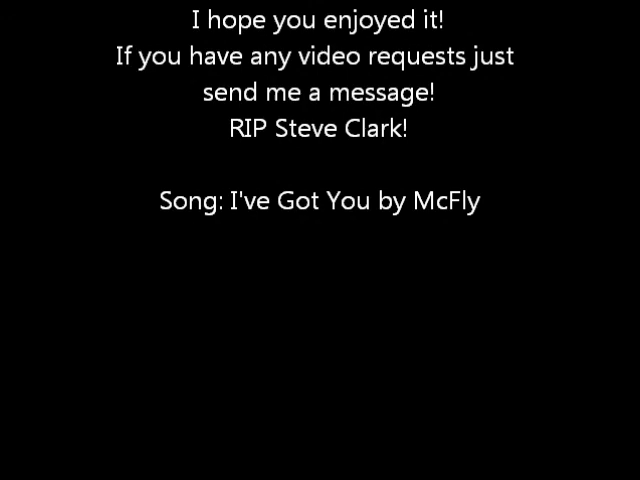 I hope you enjoyed it!
If you have any video requests just
send me a message!
RIP Steve Clark!
Song: I've Got You by McFly